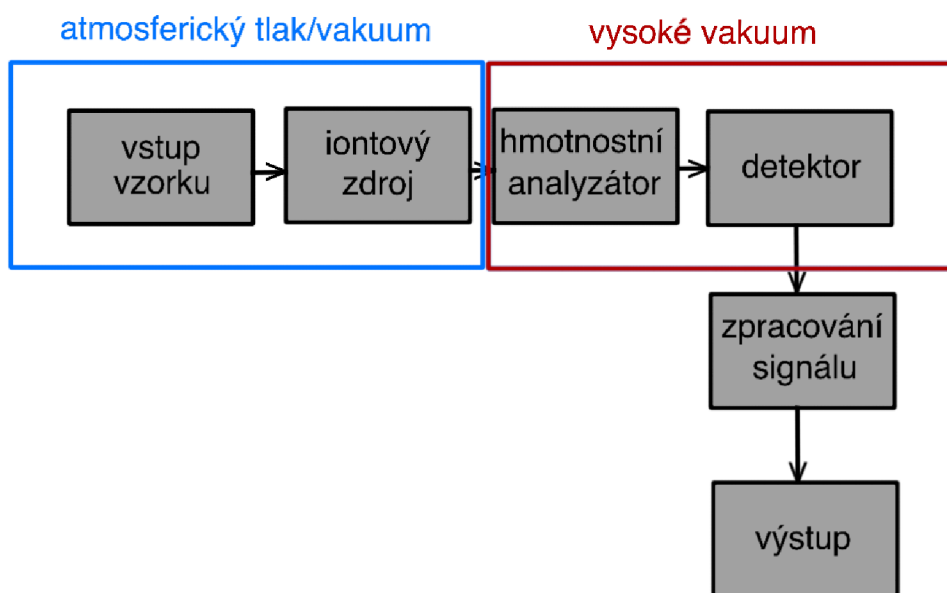 atmosferický tlak/vakuum
vysoké vakuum
vstup
vzorku
iontový
zdroj
hmotnostní
analyzátor
detektor
zpracování
signálu
výstup